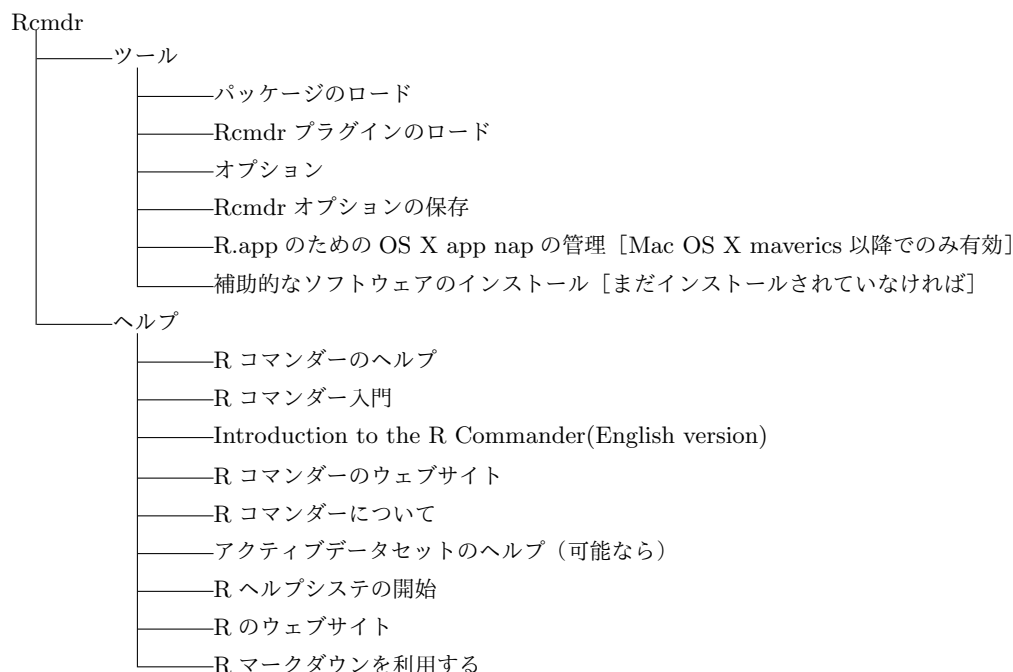 Rcmdr
ツール
パッケージのロード
Rcmdr プラグインのロード
オプション
Rcmdr オプションの保存
R.app のための OS X app nap の管理［Mac OS X maverics 以降でのみ有効］
補助的なソフトウェアのインストール［まだインストールされていなければ］
ヘルプ
R コマンダーのヘルプ
R コマンダー入門
Introduction to the R Commander(English version)
R コマンダーのウェブサイト
R コマンダーについて
アクティブデータセットのヘルプ（可能なら）
R ヘルプシステの開始
R のウェブサイト
R マークダウンを利用する